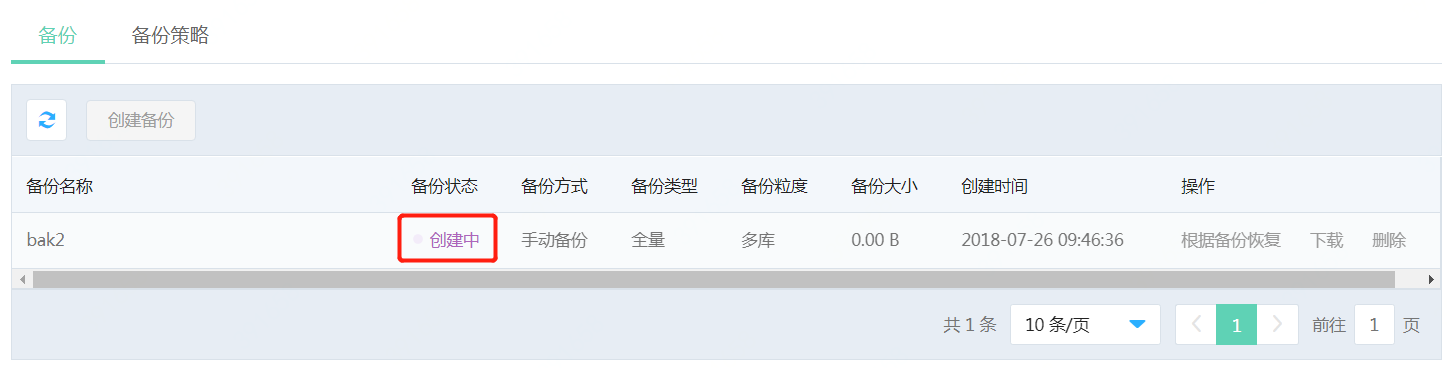 备份 备份策略
创建备份
备份名称 备份状态 备份方式 备份类型 备份粒度 备份大小 创建时间 操作
bak2 创建中 手动备份 全量 多库 0.00 B 2018-07-26 09:46:36 根据备份恢复 下载 删除
共 1 条 10 条/页 1 前往 1 页